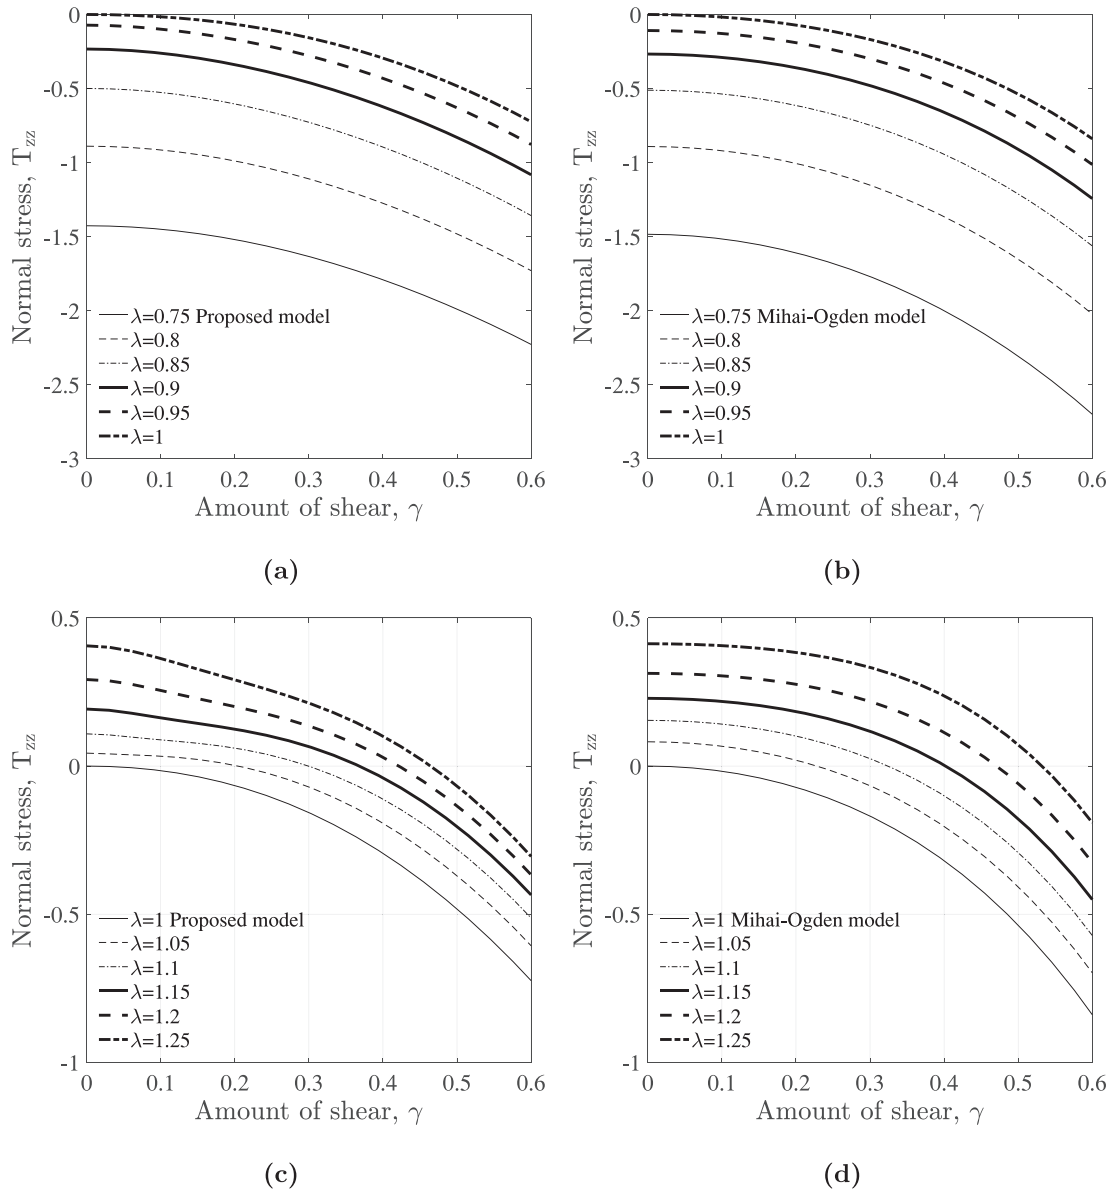 0
-0.5
-1
-1.5
-2
-2.5
-3
Normal stress, T_zz
λ=0.75 Proposed model
λ=0.8
λ=0.85
λ=0.9
λ=0.95
λ=1
0 0.1 0.2 0.3 0.4 0.5 0.6
Amount of shear, γ
(a)
0
-0.5
-1
-1.5
-2
-2.5
-3
Normal stress, T_zz
λ=0.75 Mihai-Ogden model
λ=0.8
λ=0.85
λ=0.9
λ=0.95
λ=1
0 0.1 0.2 0.3 0.4 0.5 0.6
Amount of shear, γ
(b)
0.5
0
-0.5
-1
Normal stress, T_zz
λ=1 Proposed model
λ=1.05
λ=1.1
λ=1.15
λ=1.2
λ=1.25
0 0.1 0.2 0.3 0.4 0.5 0.6
Amount of shear, γ
(c)
0.5
0
-0.5
-1
Normal stress, T_zz
λ=1 Mihai-Ogden model
λ=1.05
λ=1.1
λ=1.15
λ=1.2
λ=1.25
0 0.1 0.2 0.3 0.4 0.5 0.6
Amount of shear, γ
(d)